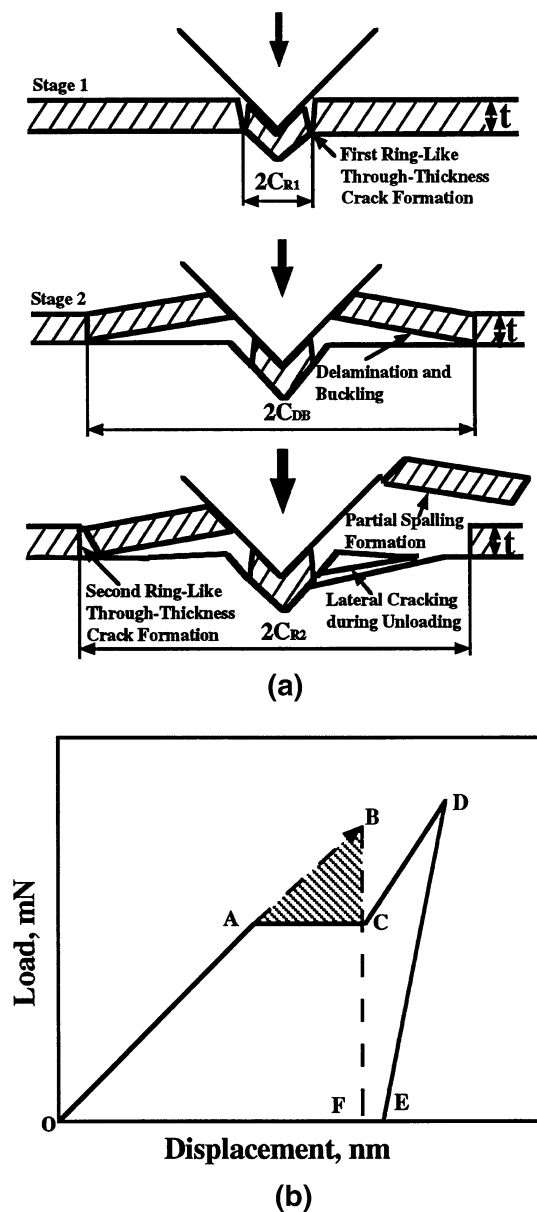 Stage 1
t
First Ring-Like
Through-Thickness
Crack Formation
2CR1
Stage 2
t
Delamination and
Buckling
2CDB
Partial Spalling
Formation
t
Second Ring-Like
Through-Thickness
Crack Formation
Lateral Cracking
during Unloading
2CR2
(a)
Load, mN
A
B
C
D
O
F
E
Displacement, nm
(b)